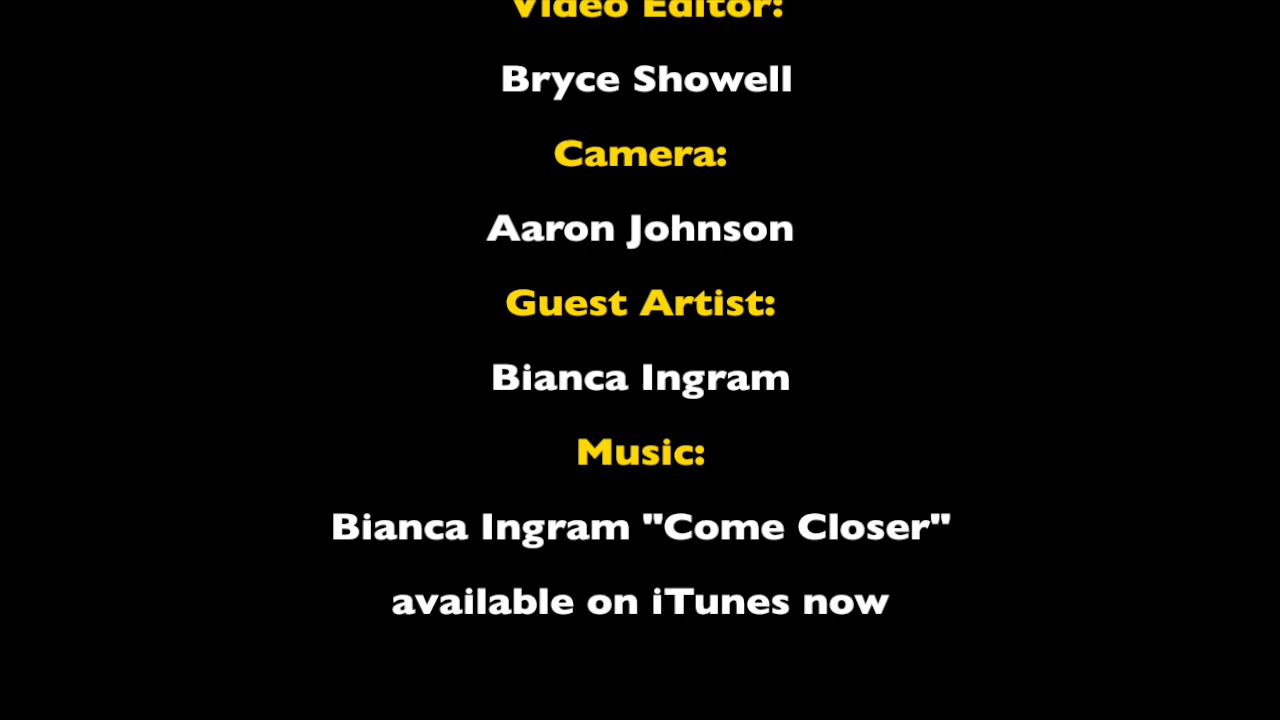 Video Editor:
Bryce Showell
Camera:
Aaron Johnson
Guest Artist:
Bianca Ingram
Music:
Bianca Ingram "Come Closer"
available on iTunes now